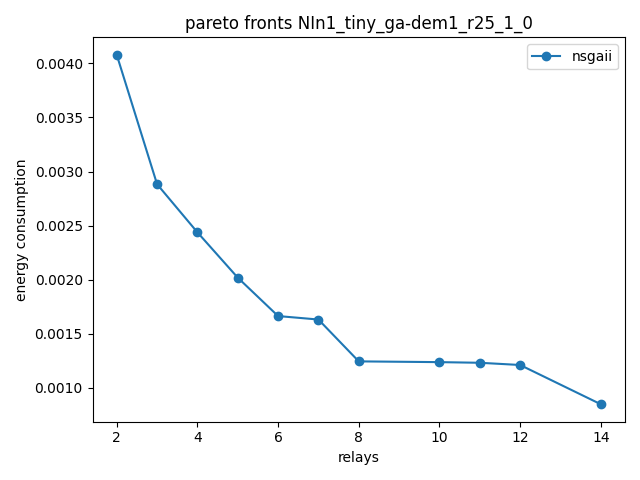 pareto fronts NIn1_tiny_ga-dem1_r25_1_0
nsgaii
energy consumption
0.0040
0.0035
0.0030
0.0025
0.0020
0.0015
0.0010
2 4 6 8 10 12 14
relays